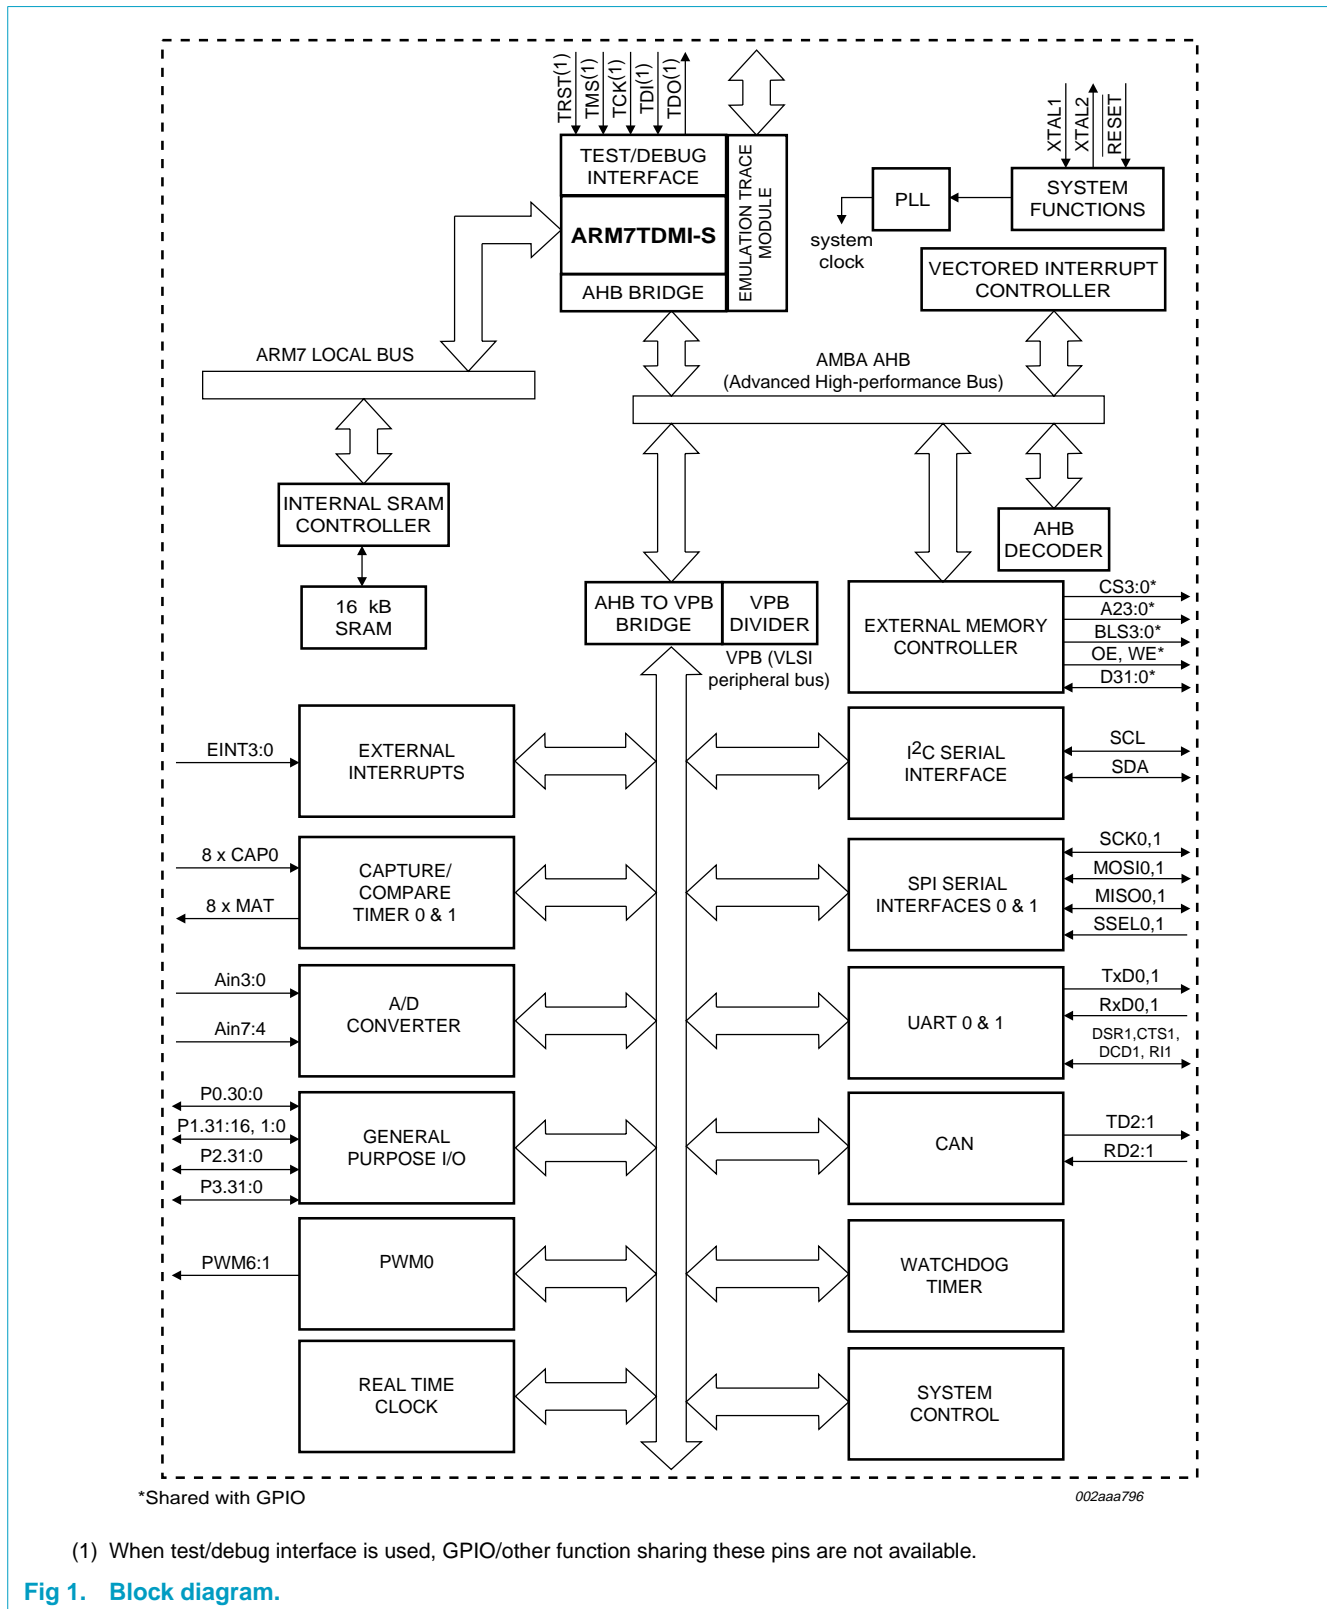 TRST(1)
TMS(1)
TCK(1)
TDI(1)
TDO(1)
XTAL1
XTAL2
RESET
TEST/DEBUG
INTERFACE
EMULATION TRACE
MODULE
PLL
SYSTEM
FUNCTIONS
ARM7TDMI-S
system
clock
AHB BRIDGE
VECTORED INTERRUPT
CONTROLLER
ARM7 LOCAL BUS
AMBA AHB
(Advanced High-performance Bus)
INTERNAL SRAM
CONTROLLER
AHB
DECODER
16 kB
SRAM
AHB TO VPB
BRIDGE
VPB
DIVIDER
VPB (VLSI
peripheral bus)
EXTERNAL MEMORY
CONTROLLER
CS3:0*
A23:0*
BLS3:0*
OE, WE*
D31:0*
EINT3:0
EXTERNAL
INTERRUPTS
I2C SERIAL
INTERFACE
SCL
SDA
8 x CAP0
8 x MAT
CAPTURE/
COMPARE
TIMER 0 & 1
SPI SERIAL
INTERFACES 0 & 1
SCK0,1
MOSI0,1
MISO0,1
SSEL0,1
Ain3:0
Ain7:4
A/D
CONVERTER
UART 0 & 1
TxD0,1
RxD0,1
DSR1,CTS1,
DCD1, RI1
P0.30:0
P1.31:16, 1:0
P2.31:0
P3.31:0
GENERAL
PURPOSE I/O
CAN
TD2:1
RD2:1
PWM6:1
PWM0
WATCHDOG
TIMER
REAL TIME
CLOCK
SYSTEM
CONTROL
*Shared with GPIO
002aaa796
(1) When test/debug interface is used, GPIO/other function sharing these pins are not available.
Fig 1. Block diagram.